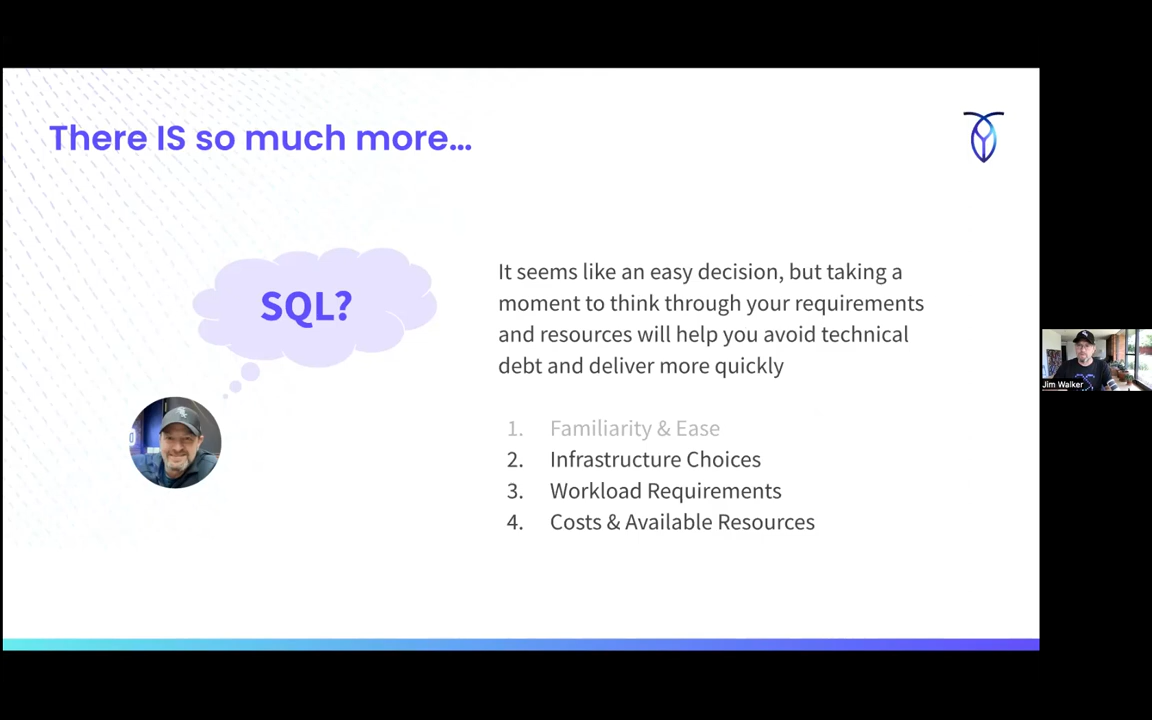 There IS so much more...
SQL?
It seems like an easy decision, but taking a
moment to think through your requirements
and resources will help you avoid technical
debt and deliver more quickly
1. Familiarity & Ease
2. Infrastructure Choices
3. Workload Requirements
4. Costs & Available Resources
Jim Walker